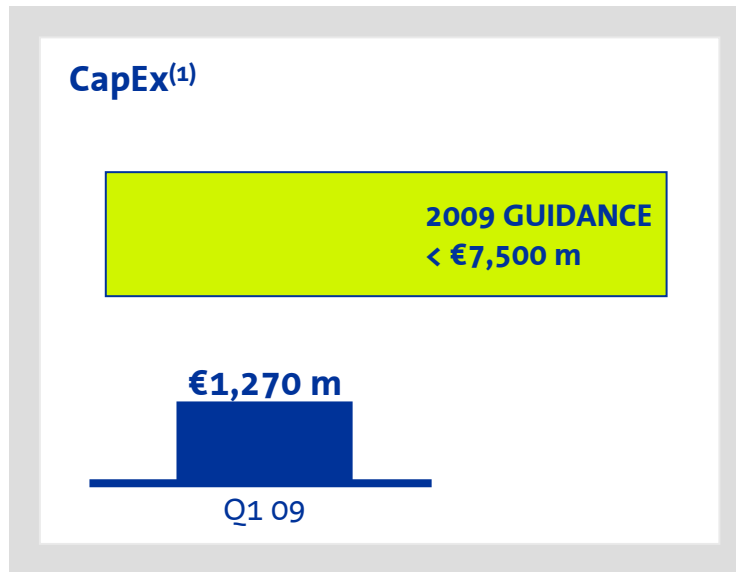 CapEx(1)
2009 GUIDANCE
< €7,500 m
€1,270 m
Q1 09